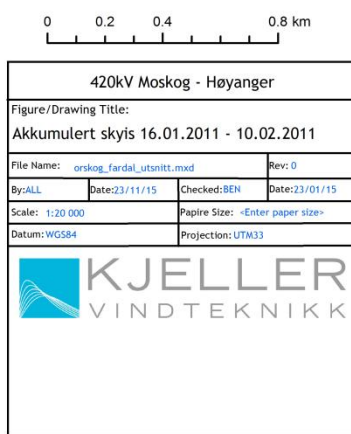 0 0.2 0.4 0.8 km
420kV Moskog - Høyanger
Figure/Drawing Title:
Akkumulert skyis 16.01.2011 - 10.02.2011
File Name: orskog_fardal_utsnitt.mxd Rev: 0
By:ALL Date:23/11/15 Checked:BEN Date:23/01/15
Scale: 1:20 000 Papire Size: <Enter paper size>
Datum:WGS84 Projection:UTM33
KJELLER
VINDTEKNIKK